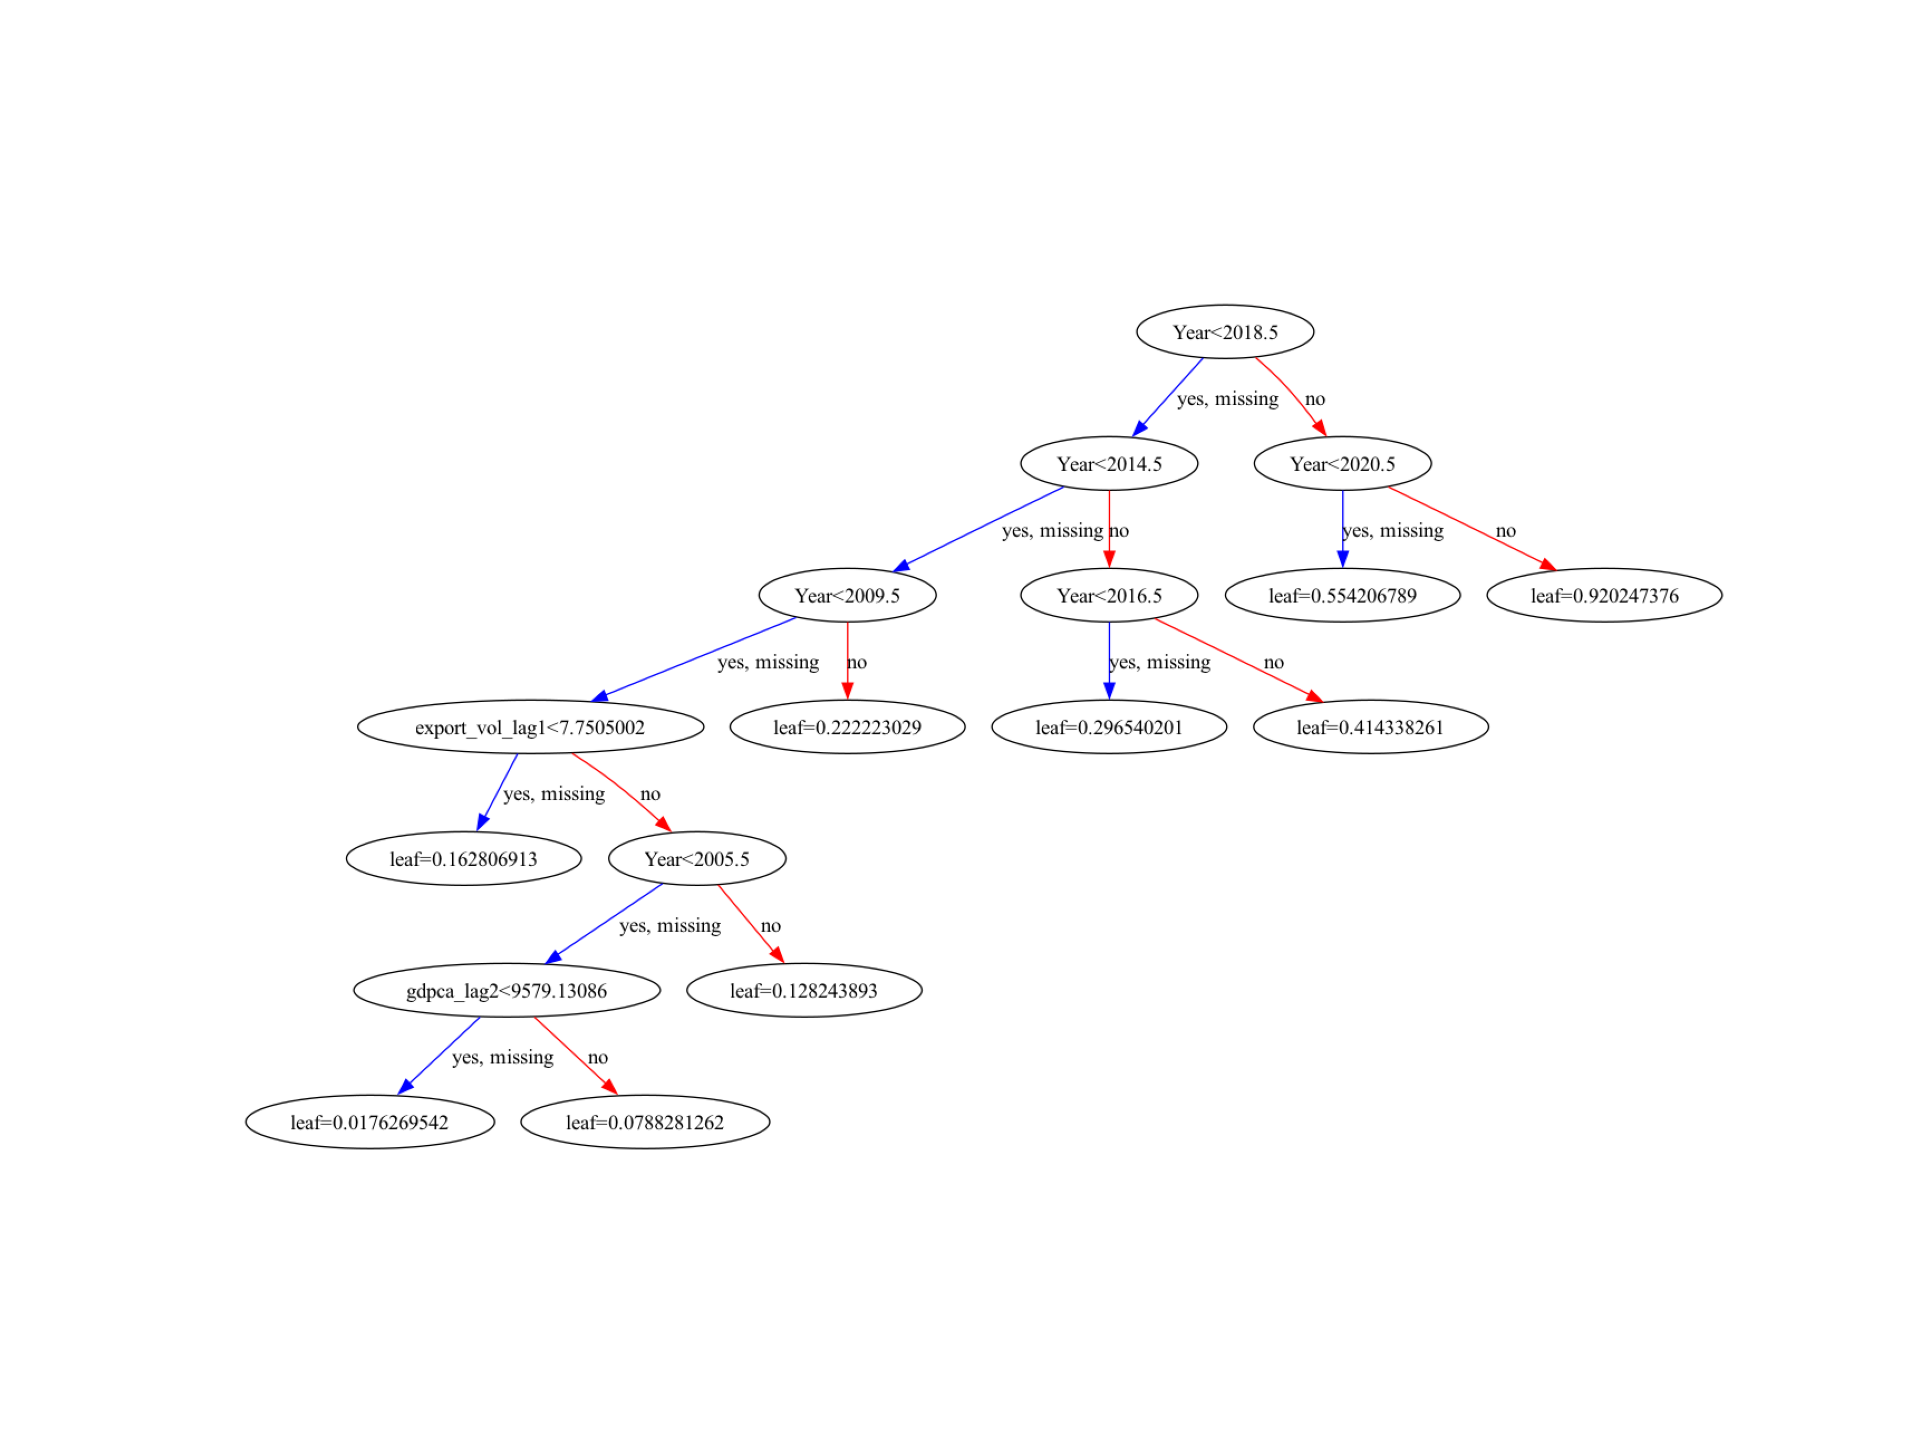 Year<2018.5
yes, missing
no
Year<2014.5
Year<2020.5
yes, missing
no
yes, missing
no
Year<2009.5
Year<2016.5
leaf=0.554206789
leaf=0.920247376
yes, missing
no
yes, missing
no
export_vol_lag1<7.7505002
leaf=0.222223029
leaf=0.296540201
leaf=0.414338261
yes, missing
no
leaf=0.162806913
Year<2005.5
yes, missing
no
gdpca_lag2<9579.13086
leaf=0.128243893
yes, missing
no
leaf=0.0176269542
leaf=0.0788281262